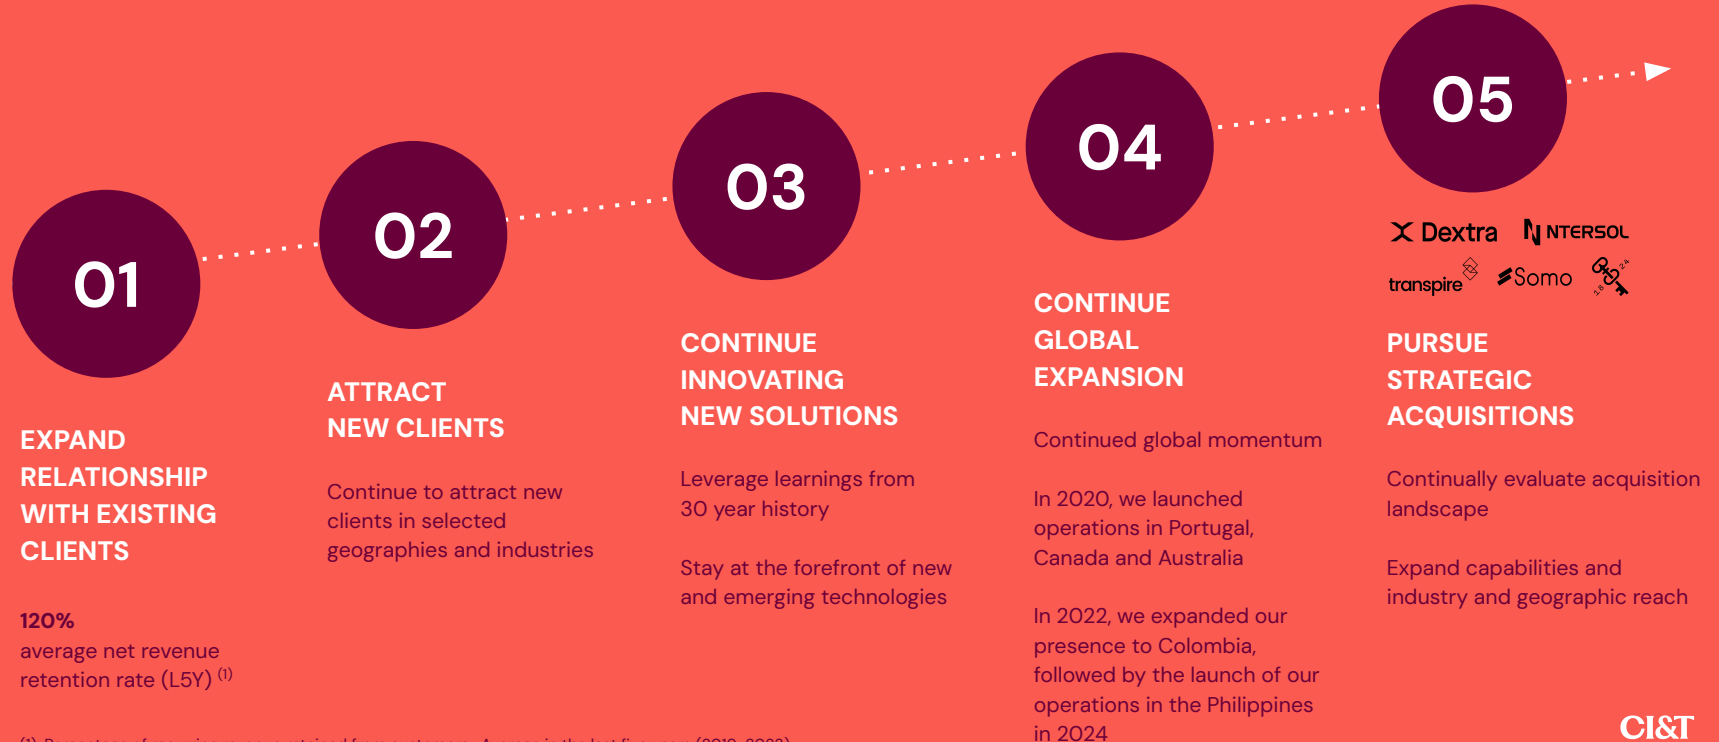 01
EXPAND
RELATIONSHIP
WITH EXISTING
CLIENTS
120%
average net revenue
retention rate (L5Y) (1)
02
ATTRACT
NEW CLIENTS
Continue to attract new
clients in selected
geographies and industries
03
CONTINUE
INNOVATING
NEW SOLUTIONS
Leverage learnings from
30 year history
Stay at the forefront of new
and emerging technologies
04
CONTINUE
GLOBAL
EXPANSION
Continued global momentum
In 2020, we launched
operations in Portugal,
Canada and Australia
In 2022, we expanded our
presence to Colombia,
followed by the launch of our
operations in the Philippines
in 2024
05
Dextra NTERSOL
transpire Somo
PURSUE
STRATEGIC
ACQUISITIONS
Continually evaluate acquisition
landscape
Expand capabilities and
industry and geographic reach
CI&T